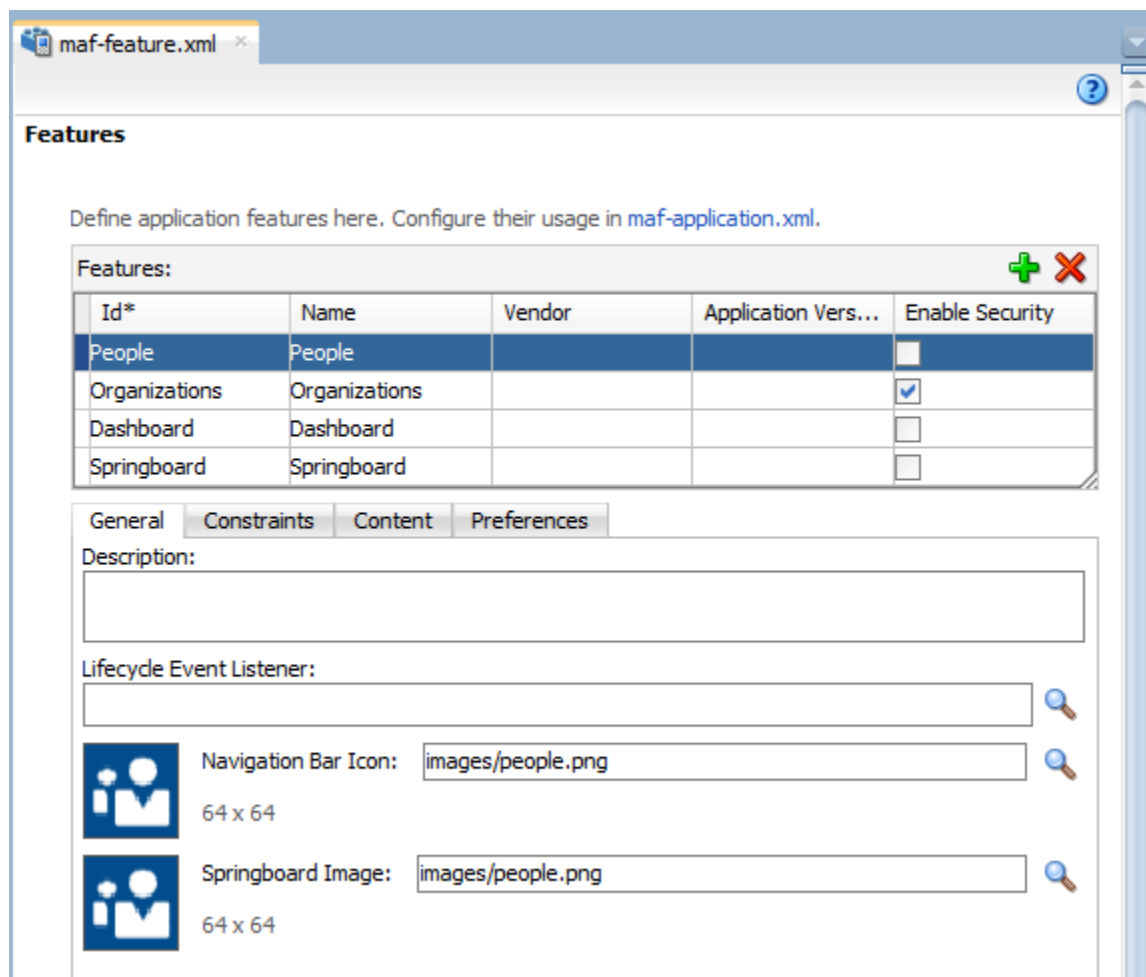 maf-feature.xml
Features
Define application features here. Configure their usage in maf-application.xml.
Features:
Id* Name Vendor Application Vers... Enable Security
People People
Organizations Organizations
Dashboard Dashboard
Springboard Springboard
General Constraints Content Preferences
Description:
Lifecycle Event Listener:
Navigation Bar Icon: images/people.png
64 x 64
Springboard Image: images/people.png
64 x 64